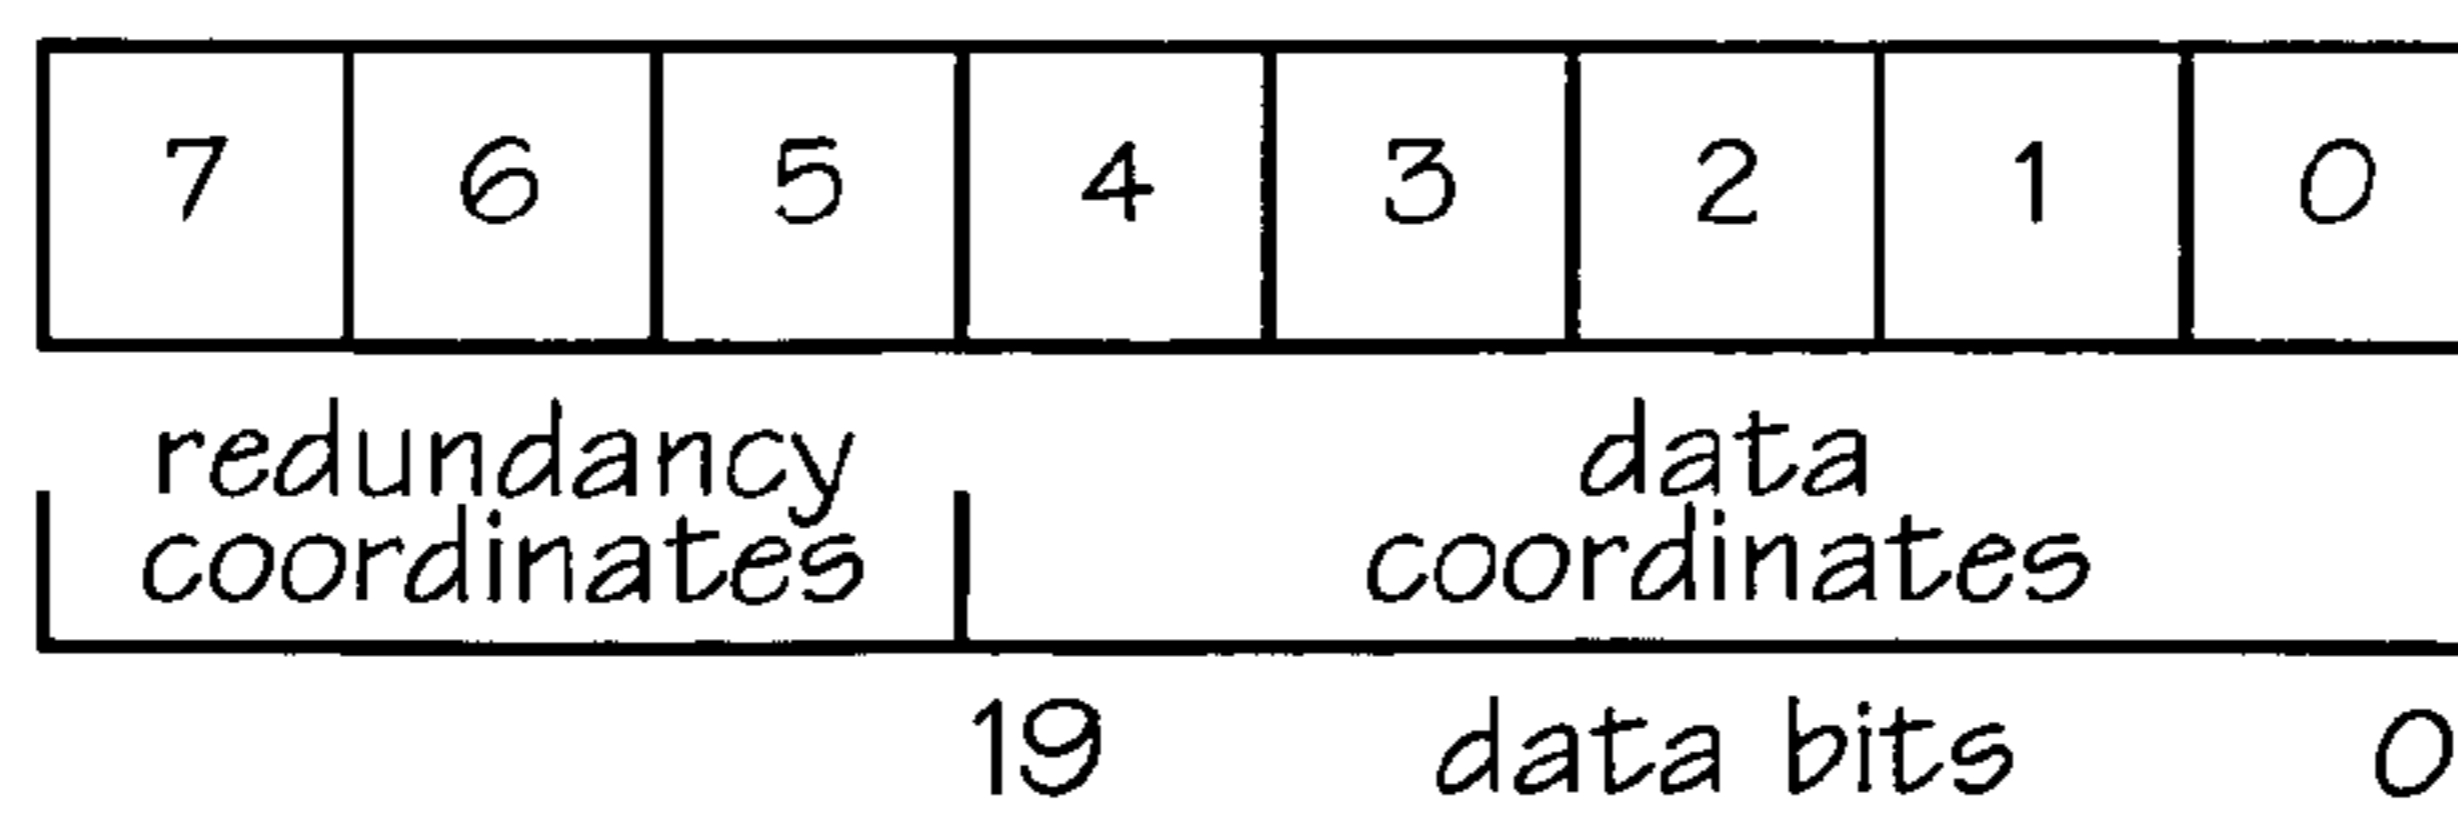 7 6 5 4 3 2 1 0
redundancy data
coordinates coordinates
19 data bits 0